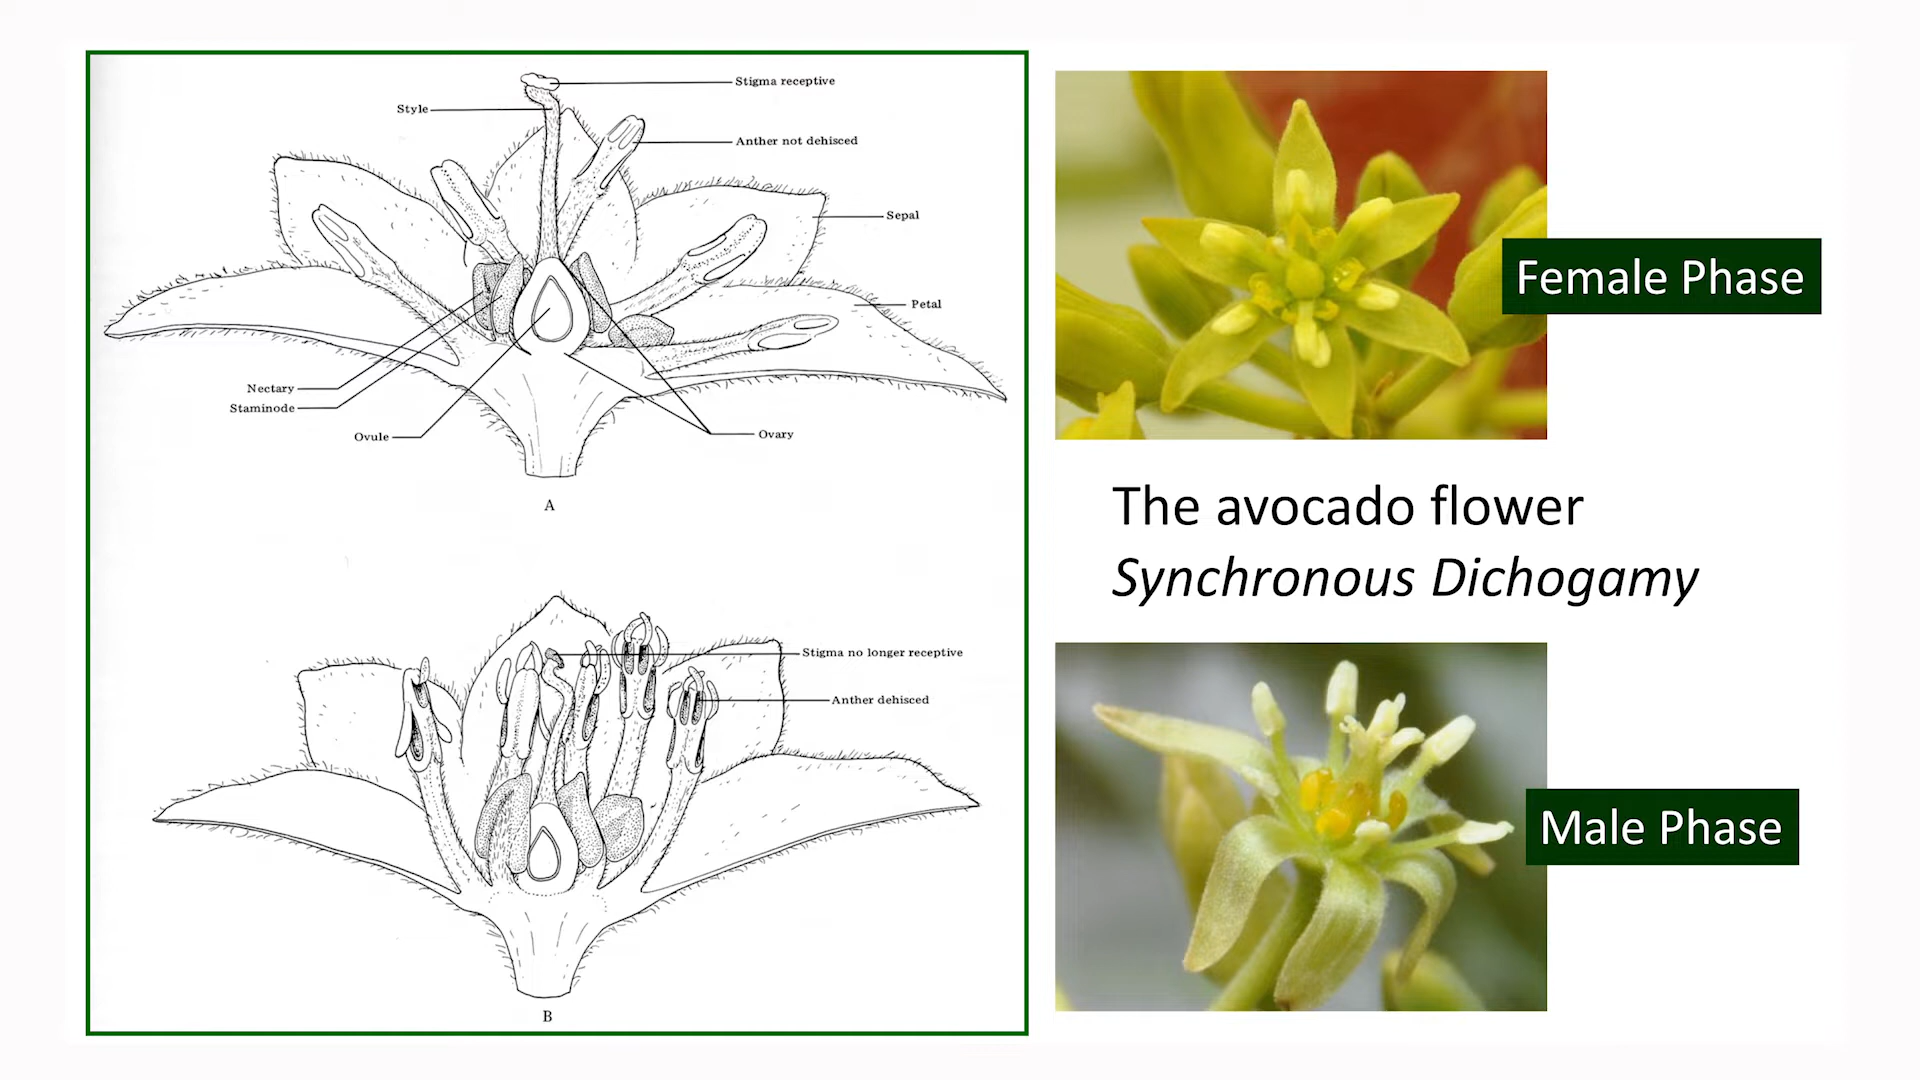 Stigma receptive
Style
Anther not dehisced
Sepal
Petal
Nectary
Staminode
Ovule
Ovary
A
Stigma no longer receptive
Anther dehisced
B
Female Phase
The avocado flower
Synchronous Dichogamy
Male Phase